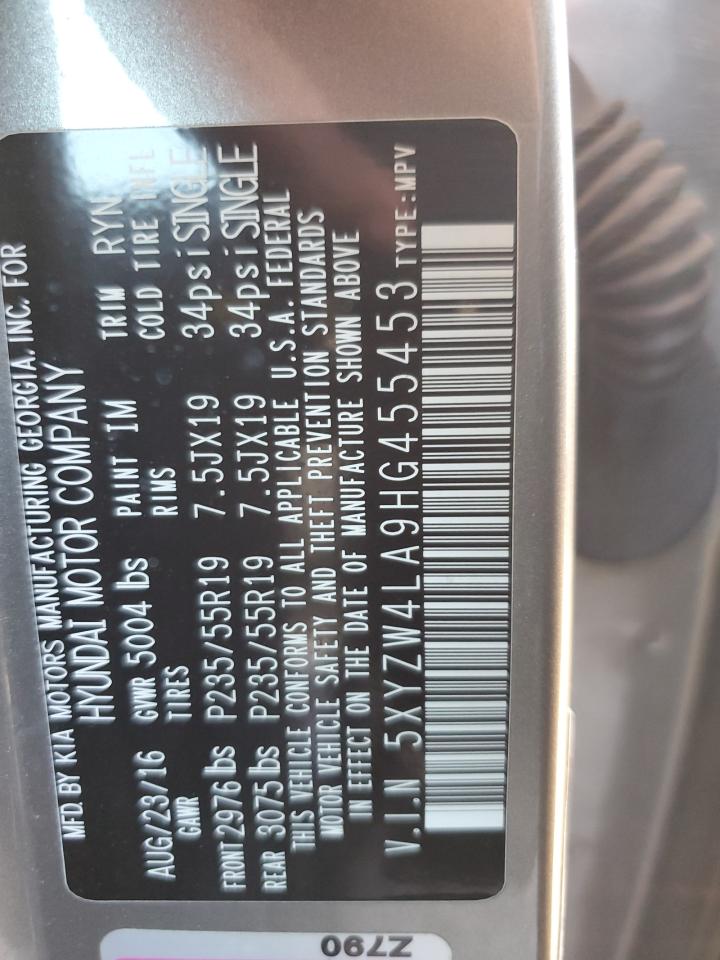 MFD. BY KIA MOTORS MANUFACTURING GEORGIA, INC. FOR
HYUNDAI MOTOR COMPANY
AUG/23/16 GVWR 5004 lbs PAINT IM TRIM RYN
GAWR TIRES RIMS COLD TIRE INFL
FRONT 2976 lbs P235/55R19 7.5JX19 34psi SINGLE
REAR 3075 lbs P235/55R19 7.5JX19 34psi SINGLE
THIS VEHICLE CONFORMS TO ALL APPLICABLE U.S.A. FEDERAL
MOTOR VEHICLE SAFETY AND THEFT PREVENTION STANDARDS
IN EFFECT ON THE DATE OF MANUFACTURE SHOWN ABOVE
V.I.N 5XYZW4LA9HG455453 TYPE:MPV
Z790